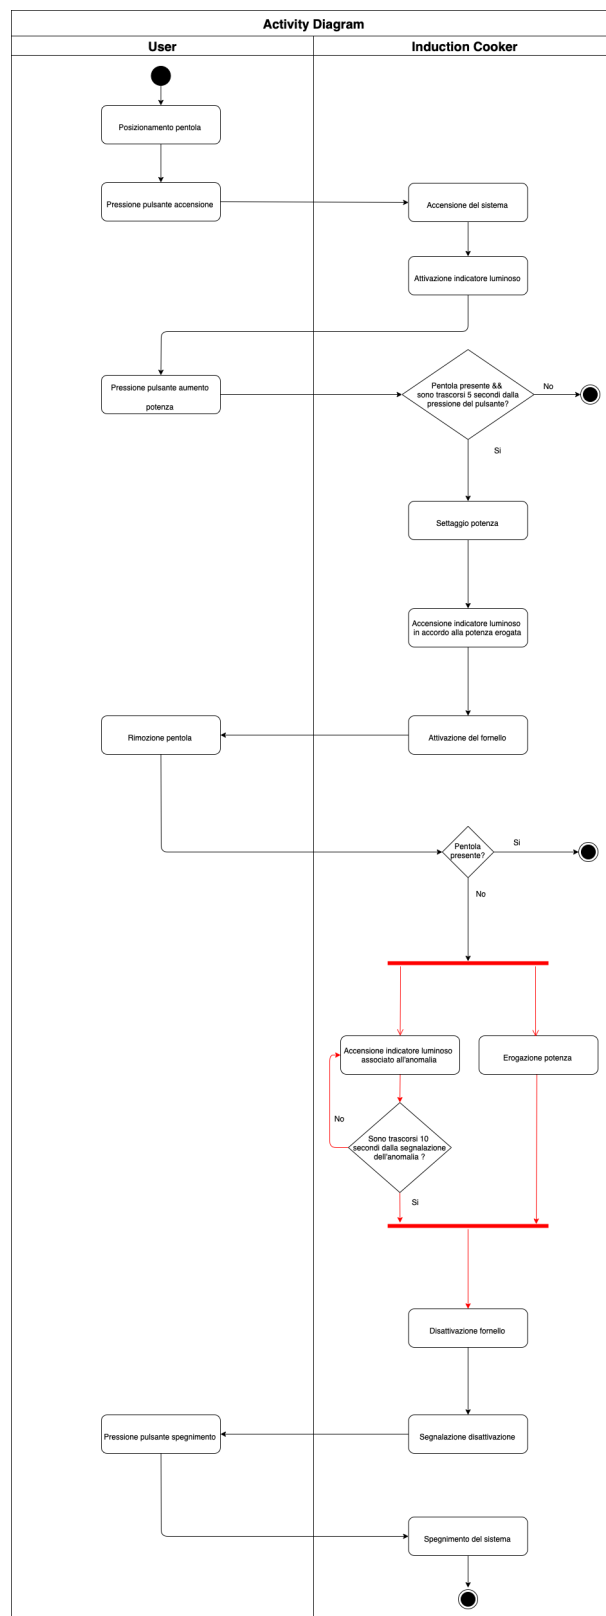 Activity Diagram
User
Induction Cooker
Posizionamento pentola
Pressione pulsante accensione
Accensione del sistema
Attivazione indicatore luminoso
Pressione pulsante aumento
potenza
Pentola presente &&
sono trascorsi 5 secondi dalla
pressione del pulsante?
No
Si
Settaggio potenza
Accensione indicatore luminoso
in accordo alla potenza erogata
Rimozione pentola
Attivazione del fornello
Pentola
presente?
Si
No
Accensione indicatore luminoso
associato all'anomalia
Erogazione potenza
No
Sono trascorsi 10
secondi dalla segnalazione
dell'anomalia ?
Si
Disattivazione fornello
Pressione pulsante spegnimento
Segnalazione disattivazione
Spegnimento del sistema